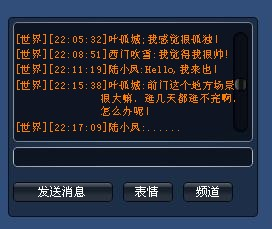 [世界][22:05:32]叶孤城:我感觉很孤独!
[世界][22:08:51]西门吹雪:我觉得我很帅!
[世界][22:11:19]陆小凤:Hello,我来也!
[世界][22:15:38]叶孤城:前门这个地方场景
很大嘛，逛几天都逛不完啊,
怎么办呢!
[世界][22:17:09]陆小凤:......
发送消息 表情 频道